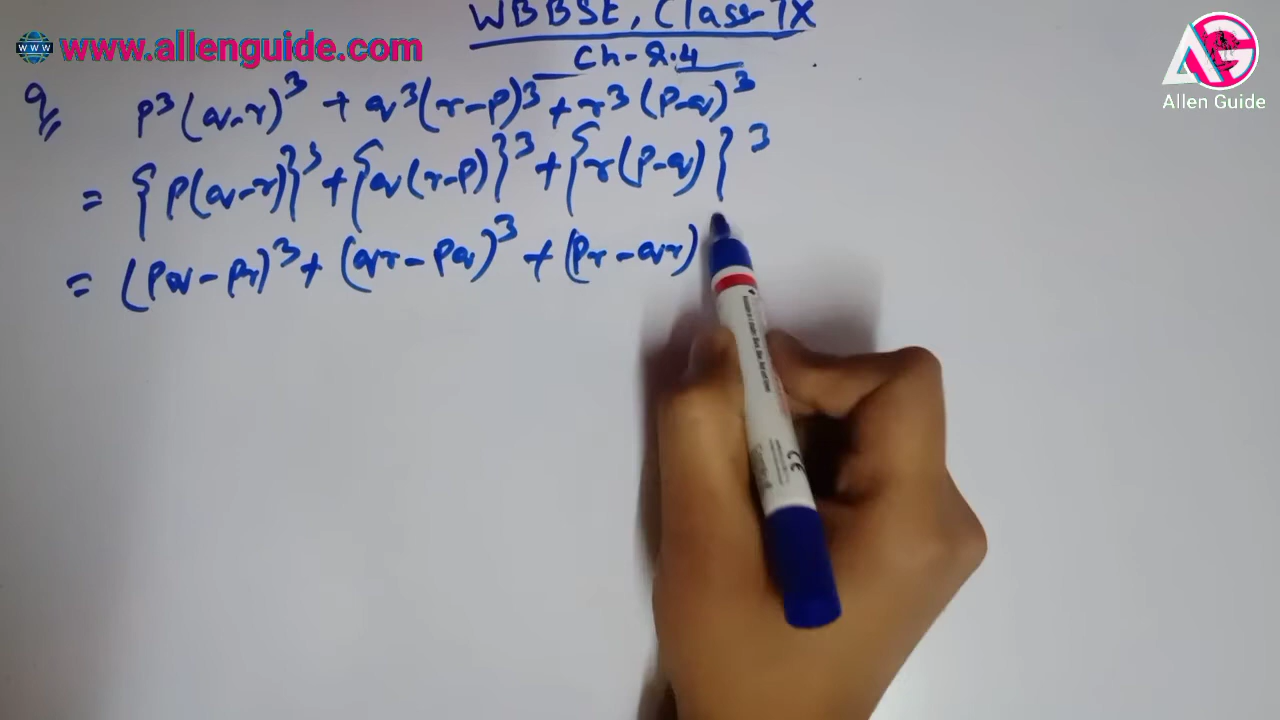 WBBSE, Class-IX
www.allenguide.com
Ch-8.4
Allen Guide
9, p³(q-r)³ + q³(r-p)³ + r³(p-q)³
= {p(q-r)}³ + {q(r-p)}³ + {r(p-q)}³
= (pq-pr)³ + (qr-pq)³ + (pr-qr)
CE